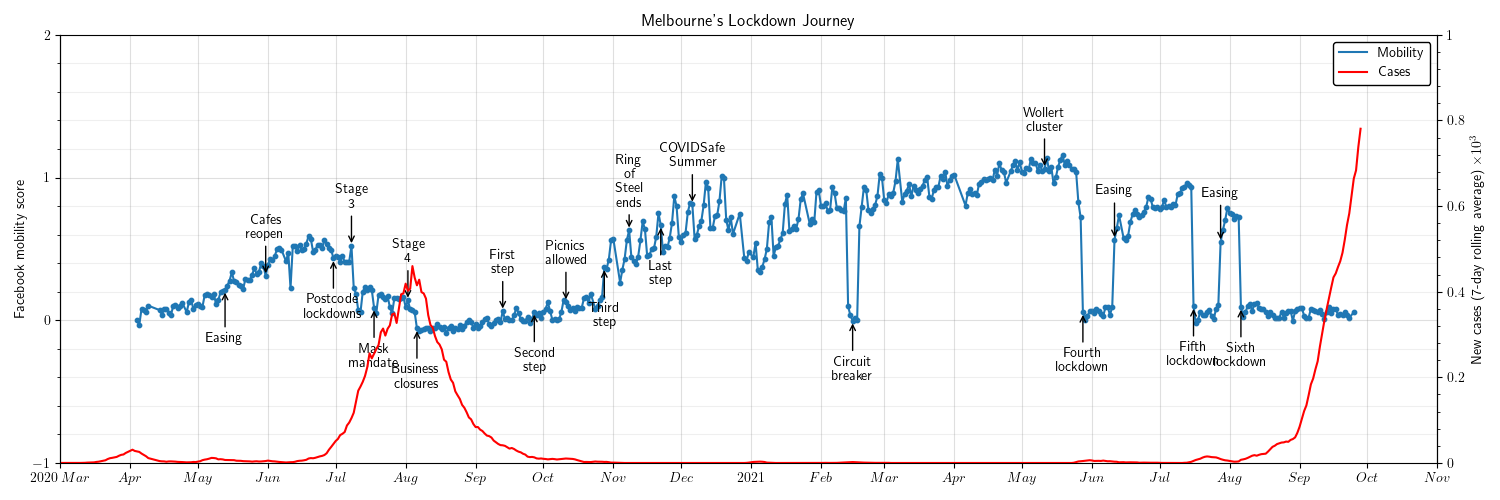 Melbourne's Lockdown Journey
2
1
0
−1
Facebook mobility score
1
0.8
0.6
0.4
0.2
0
New cases (7-day rolling average) ×10³
Mobility
Cases
Wollert
cluster
COVIDSafe
Summer
Ring
of
Steel
ends
Stage
3
Easing
Easing
Cafes
reopen
Stage
4
First
step
Picnics
allowed
Last
step
Postcode
lockdowns
Third
step
Easing
Mask
mandate
Business
closures
Second
step
Circuit
breaker
Fourth
lockdown
Fifth
lockdown
Sixth
lockdown
2020 Mar Apr May Jun Jul Aug Sep Oct Nov Dec 2021 Feb Mar Apr May Jun Jul Aug Sep Oct Nov